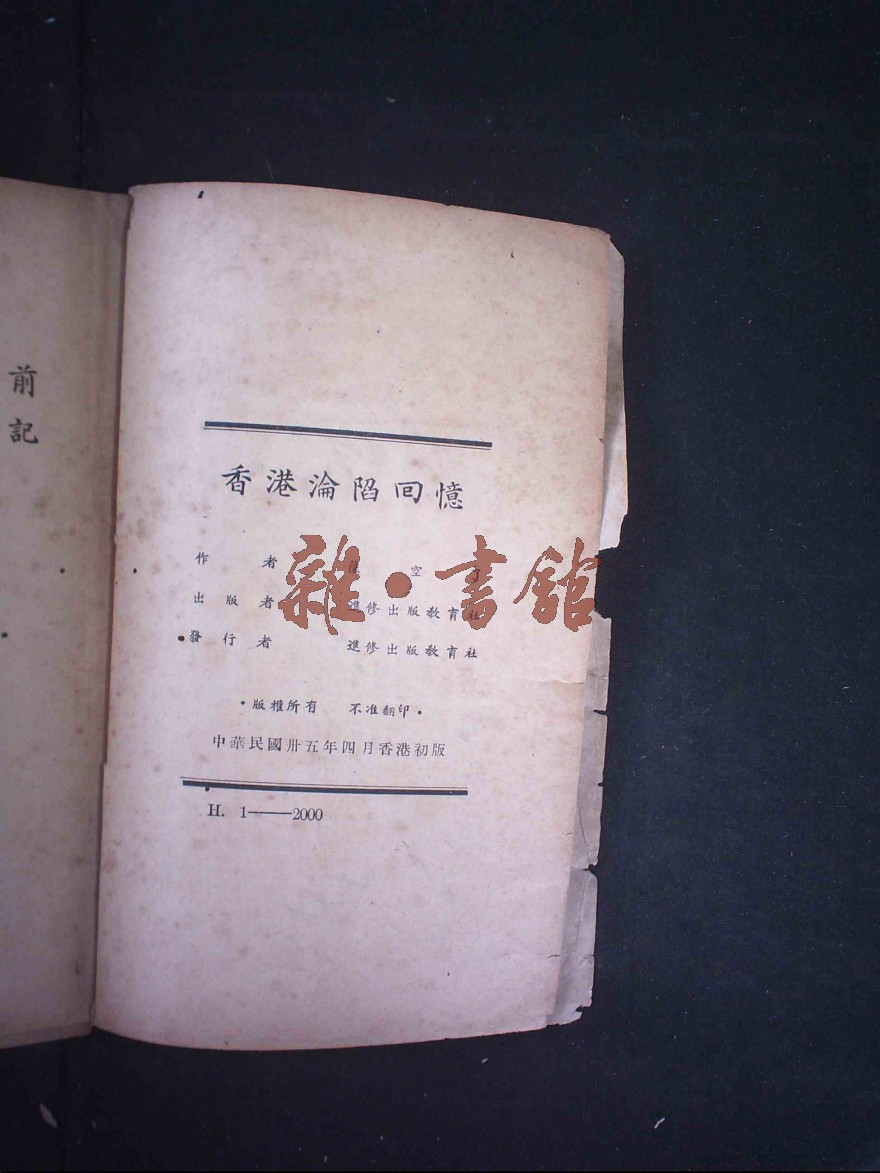 香港淪陷回憶
作者 空
出版者 進修出版教育社
發行者 進修出版教育社
·版權所有 不准翻印·
中華民國卅五年四月香港初版
H. 1——2000
雜·書館
前記